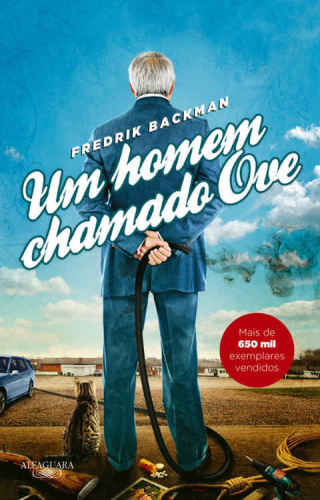 FREDRIK BACKMAN
Um homem
chamado Ove
Mais de
650 mil
exemplares
vendidos
ALFAGUARA